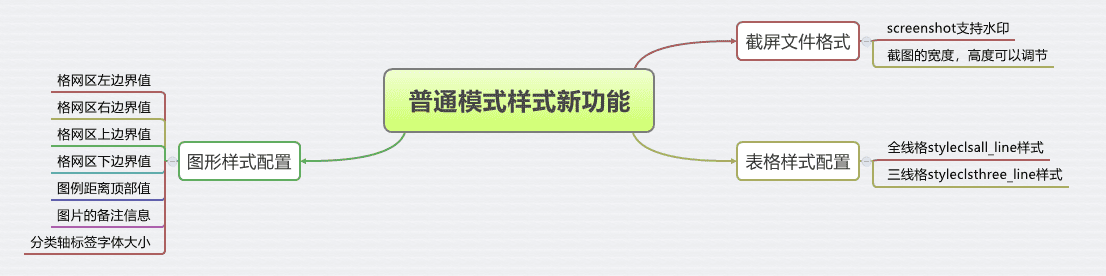 普通模式样式新功能
截屏文件格式
screenshot支持水印
截图的宽度，高度可以调节
表格样式配置
全线格styleclsall_line样式
三线格styleclsthree_line样式
图形样式配置
格网区左边界值
格网区右边界值
格网区上边界值
格网区下边界值
图例距离顶部值
图片的备注信息
分类轴标签字体大小